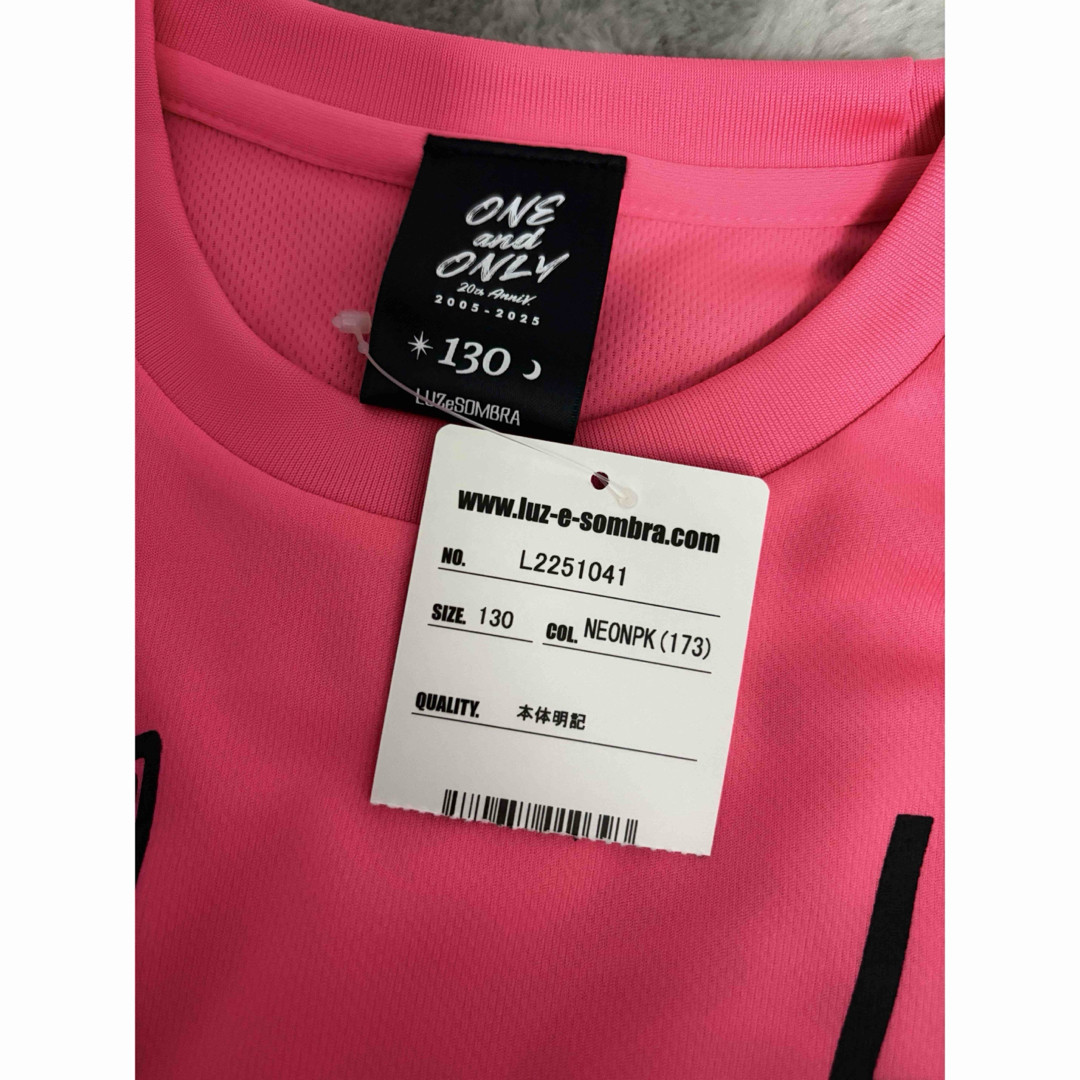 ONE
and
ONLY
20th AnniV.
2005-2025
130
LUZeSOMBRA
www.luz-e-sombra.com
NO. L2251041
SIZE. 130 COL. NEONPK(173)
QUALITY. 本体明記